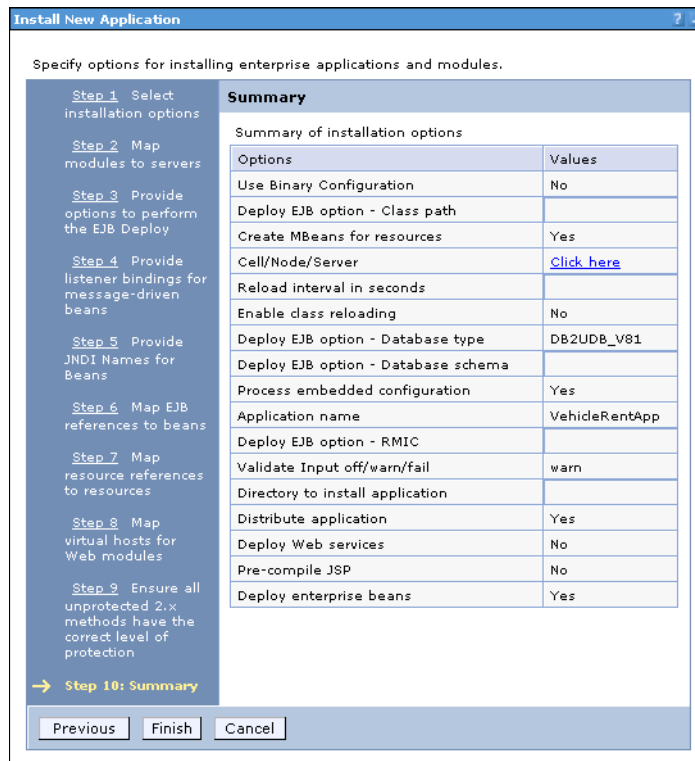 Install New Application ?
Specify options for installing enterprise applications and modules.
Step 1 Select
installation options
Step 2 Map
modules to servers
Step 3 Provide
options to perform
the EJB Deploy
Step 4 Provide
listener bindings for
message-driven
beans
Step 5 Provide
JNDI Names for
Beans
Step 6 Map EJB
references to beans
Step 7 Map
resource references
to resources
Step 8 Map
virtual hosts for
Web modules
Step 9 Ensure all
unprotected 2.x
methods have the
correct level of
protection
Step 10: Summary
Summary
Summary of installation options
Options Values
Use Binary Configuration No
Deploy EJB option - Class path
Create MBeans for resources Yes
Cell/Node/Server Click here
Reload interval in seconds
Enable class reloading No
Deploy EJB option - Database type DB2UDB_V81
Deploy EJB option - Database schema
Process embedded configuration Yes
Application name VehicleRentApp
Deploy EJB option - RMIC
Validate Input off/warn/fail warn
Directory to install application
Distribute application Yes
Deploy Web services No
Pre-compile JSP No
Deploy enterprise beans Yes
Previous Finish Cancel